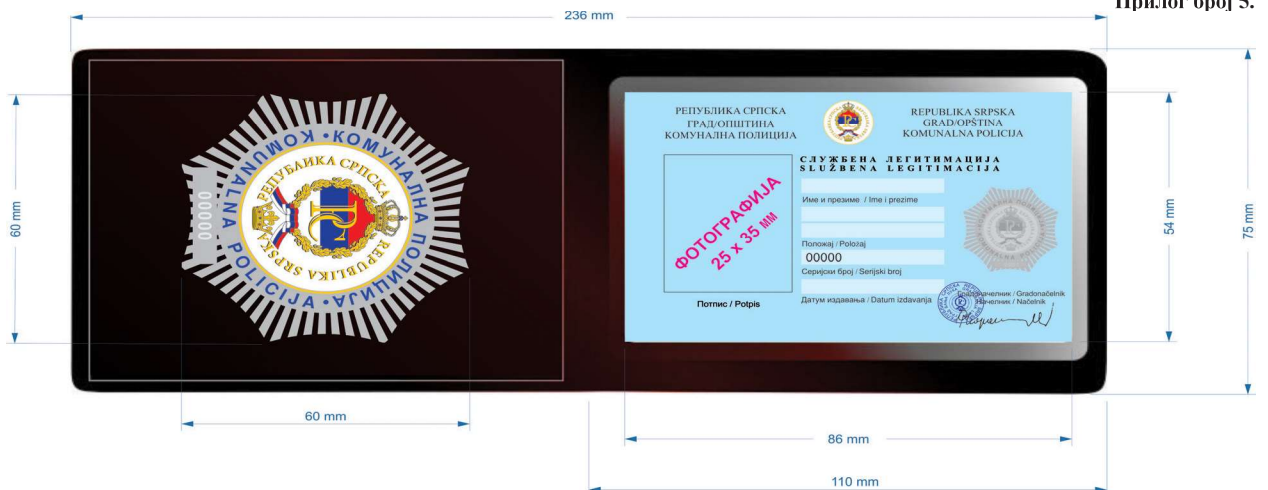 Прилог број 5.
236 mm
60 mm
КОМУНАЛНА ПОЛИЦИЈА • KOMUNALNA POLICIJA •
РЕПУБЛИКА СРПСКА
REPUBLIKA SRPSKA
00000
60 mm
РЕПУБЛИКА СРПСКА
ГРАД/ОПШТИНА
КОМУНАЛНА ПОЛИЦИЈА
REPUBLIKA SRPSKA
GRAD/OPŠTINA
KOMUNALNA POLICIJA
СЛУЖБЕНА ЛЕГИТИМАЦИЈА
SLUŽBENA LEGITIMACIJA
ФОТОГРАФИЈА
25 x 35 мм
Потпис / Potpis
Име и презиме / Ime i prezime
Положај / Položaj
00000
Серијски број / Serijski broj
Датум издавања / Datum izdavanja
Градоначелник / Gradonačelnik
Начелник / Načelnik
54 mm
75 mm
86 mm
110 mm